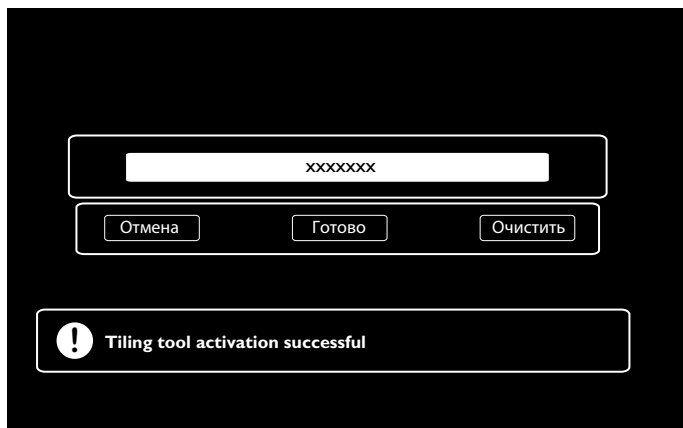 xxxxxxx
Отмена Готово Очистить
Tiling tool activation successful